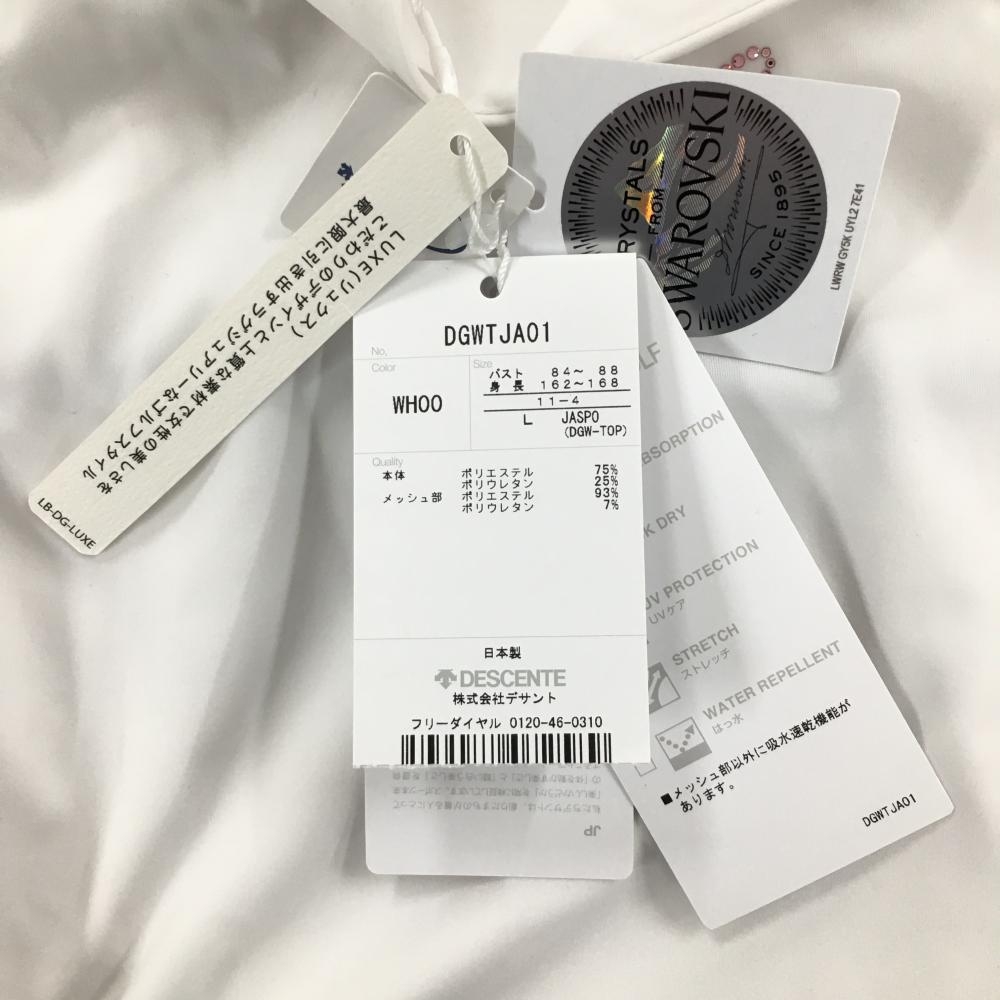 LUXE(リュクス)
こだわりのデザインと上質な素材で女性の美しさを
最大限に引き出すラグジュアリーなゴルフスタイル
LB-DG-LUXE
CRYSTALS
FROM
SWAROVSKI
SINCE 1895
LWRW GY5K UYL2 7E41
No,
DGWTJA01
Color
WH00
Size
バスト 84～ 88
身長 162～168
11-4
L JASPO
(DGW-TOP)
Quality
本体 ポリエステル 75%
ポリウレタン 25%
メッシュ部 ポリエステル 93%
ポリウレタン 7%
日本製
DESCENTE
株式会社デサント
フリーダイヤル 0120-46-0310
JP
LF
BSORPTION
K DRY
UV PROTECTION
UVケア
STRETCH
ストレッチ
WATER REPELLENT
はっ水
■メッシュ部以外に吸水速乾機能が
あります。
DGWTJA01